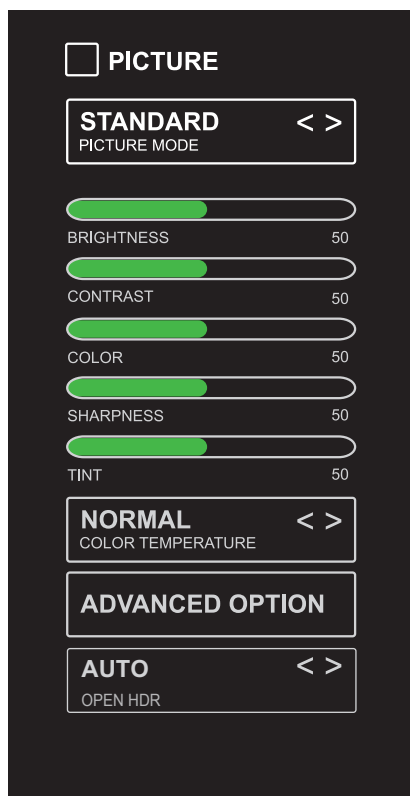 PICTURE
STANDARD < >
PICTURE MODE
BRIGHTNESS 50
CONTRAST 50
COLOR 50
SHARPNESS 50
TINT 50
NORMAL < >
COLOR TEMPERATURE
ADVANCED OPTION
AUTO < >
OPEN HDR